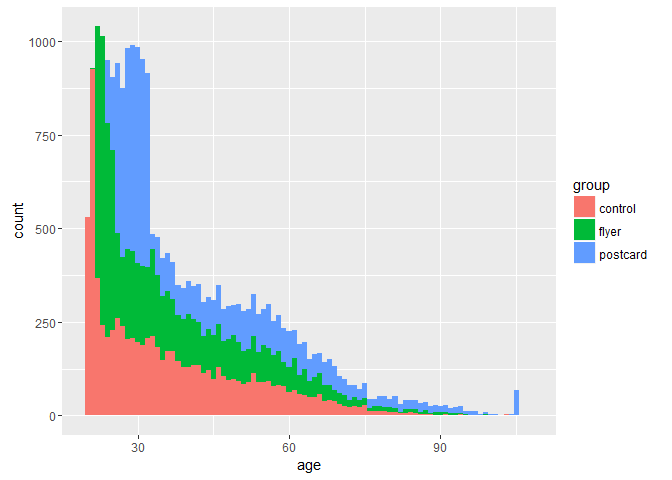 1000
750
500
250
0
count
30 60 90
age
group
control
flyer
postcard